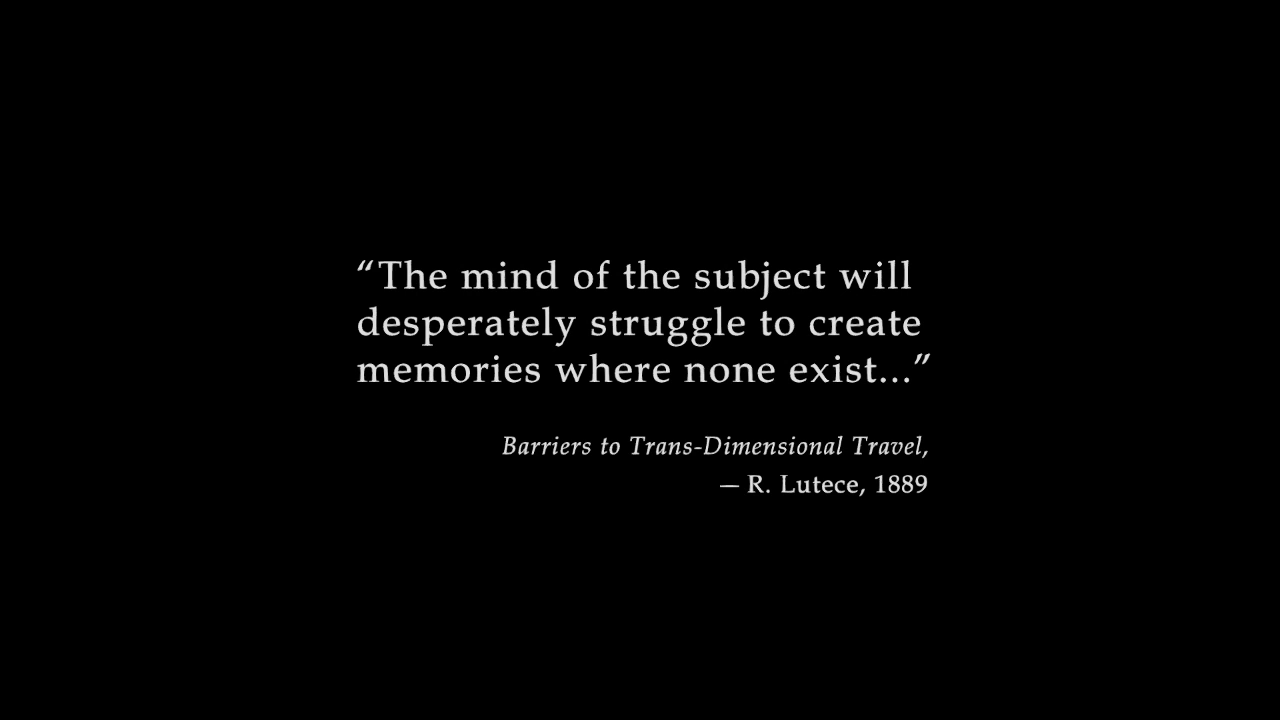 “The mind of the subject will
desperately struggle to create
memories where none exist...”
Barriers to Trans-Dimensional Travel,
— R. Lutece, 1889